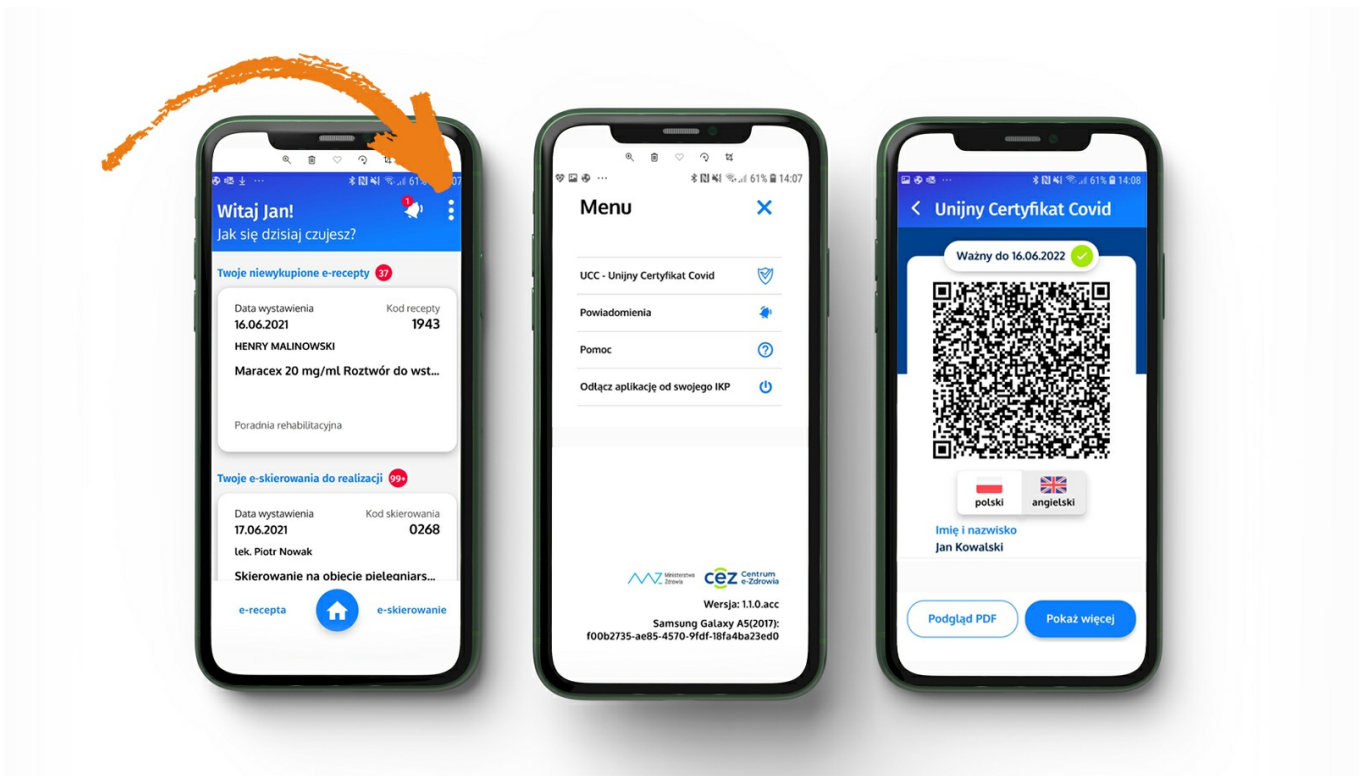 Witaj Jan!
Jak się dzisiaj czujesz?
1
Twoje niewykupione e-recepty 37
Data wystawienia Kod recepty
16.06.2021 1943
HENRY MALINOWSKI
Maracex 20 mg/ml Roztwór do wst...
Poradnia rehabilitacyjna
Twoje e-skierowania do realizacji 99+
Data wystawienia Kod skierowania
17.06.2021 0268
lek. Piotr Nowak
Skierowanie na objęcie pielęgniars...
e-recepta e-skierowanie
61% 14:07
Menu
UCC - Unijny Certyfikat Covid
Powiadomienia
Pomoc
Odłącz aplikację od swojego IKP
Ministerstwo
Zdrowia
cez Centrum
e-Zdrowia
Wersja: 1.1.0.acc
Samsung Galaxy A5(2017):
f00b2735-ae85-4570-9fdf-18fa4ba23ed0
61% 14:08
Unijny Certyfikat Covid
Ważny do 16.06.2022
polski angielski
Imię i nazwisko
Jan Kowalski
Podgląd PDF Pokaż więcej